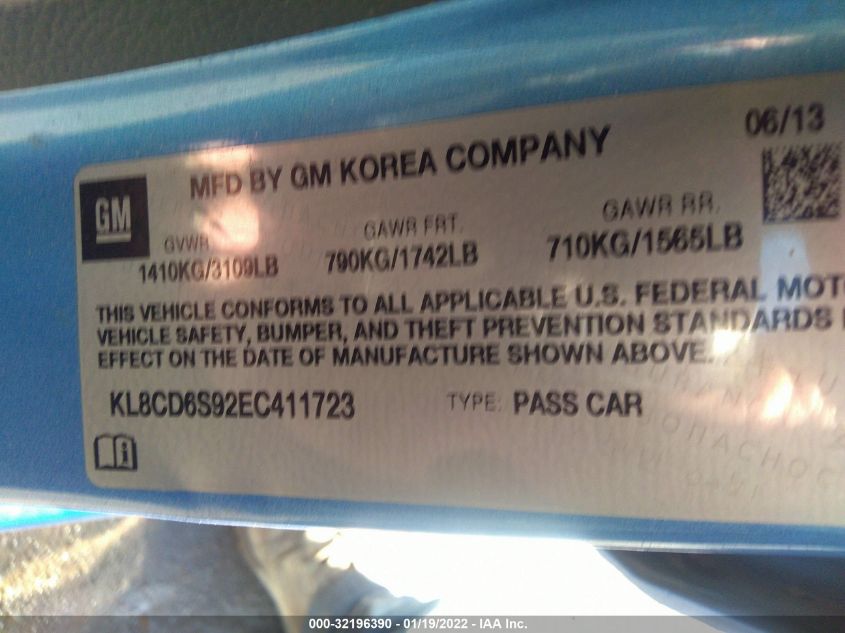 06/13
MFD BY GM KOREA COMPANY
GM
GVWR GAWR FRT. GAWR RR.
1410KG/3109LB 790KG/1742LB 710KG/1565LB
THIS VEHICLE CONFORMS TO ALL APPLICABLE U.S. FEDERAL MOT
VEHICLE SAFETY, BUMPER, AND THEFT PREVENTION STANDARDS
EFFECT ON THE DATE OF MANUFACTURE SHOWN ABOVE.
KL8CD6S92EC411723 TYPE: PASS CAR
000-32196390 - 01/19/2022 - IAA Inc.